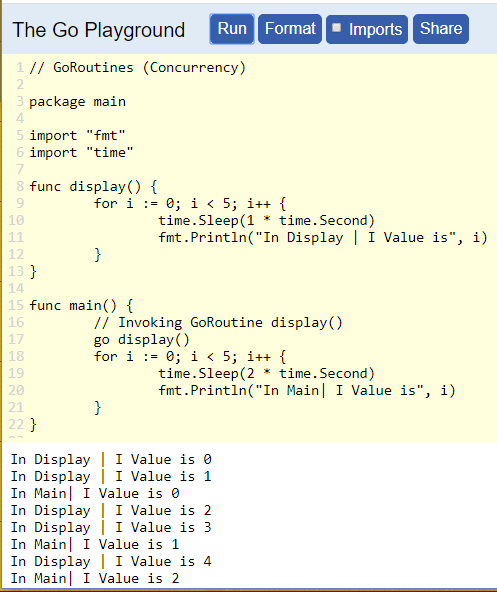 The Go Playground Run Format Imports Share
1 // GoRoutines (Concurrency)
2
3 package main
4
5 import "fmt"
6 import "time"
7
8 func display() {
9 for i := 0; i < 5; i++ {
10 time.Sleep(1 * time.Second)
11 fmt.Println("In Display | I Value is", i)
12 }
13 }
14
15 func main() {
16 // Invoking GoRoutine display()
17 go display()
18 for i := 0; i < 5; i++ {
19 time.Sleep(2 * time.Second)
20 fmt.Println("In Main| I Value is", i)
21 }
22 }
In Display | I Value is 0
In Display | I Value is 1
In Main| I Value is 0
In Display | I Value is 2
In Display | I Value is 3
In Main| I Value is 1
In Display | I Value is 4
In Main| I Value is 2